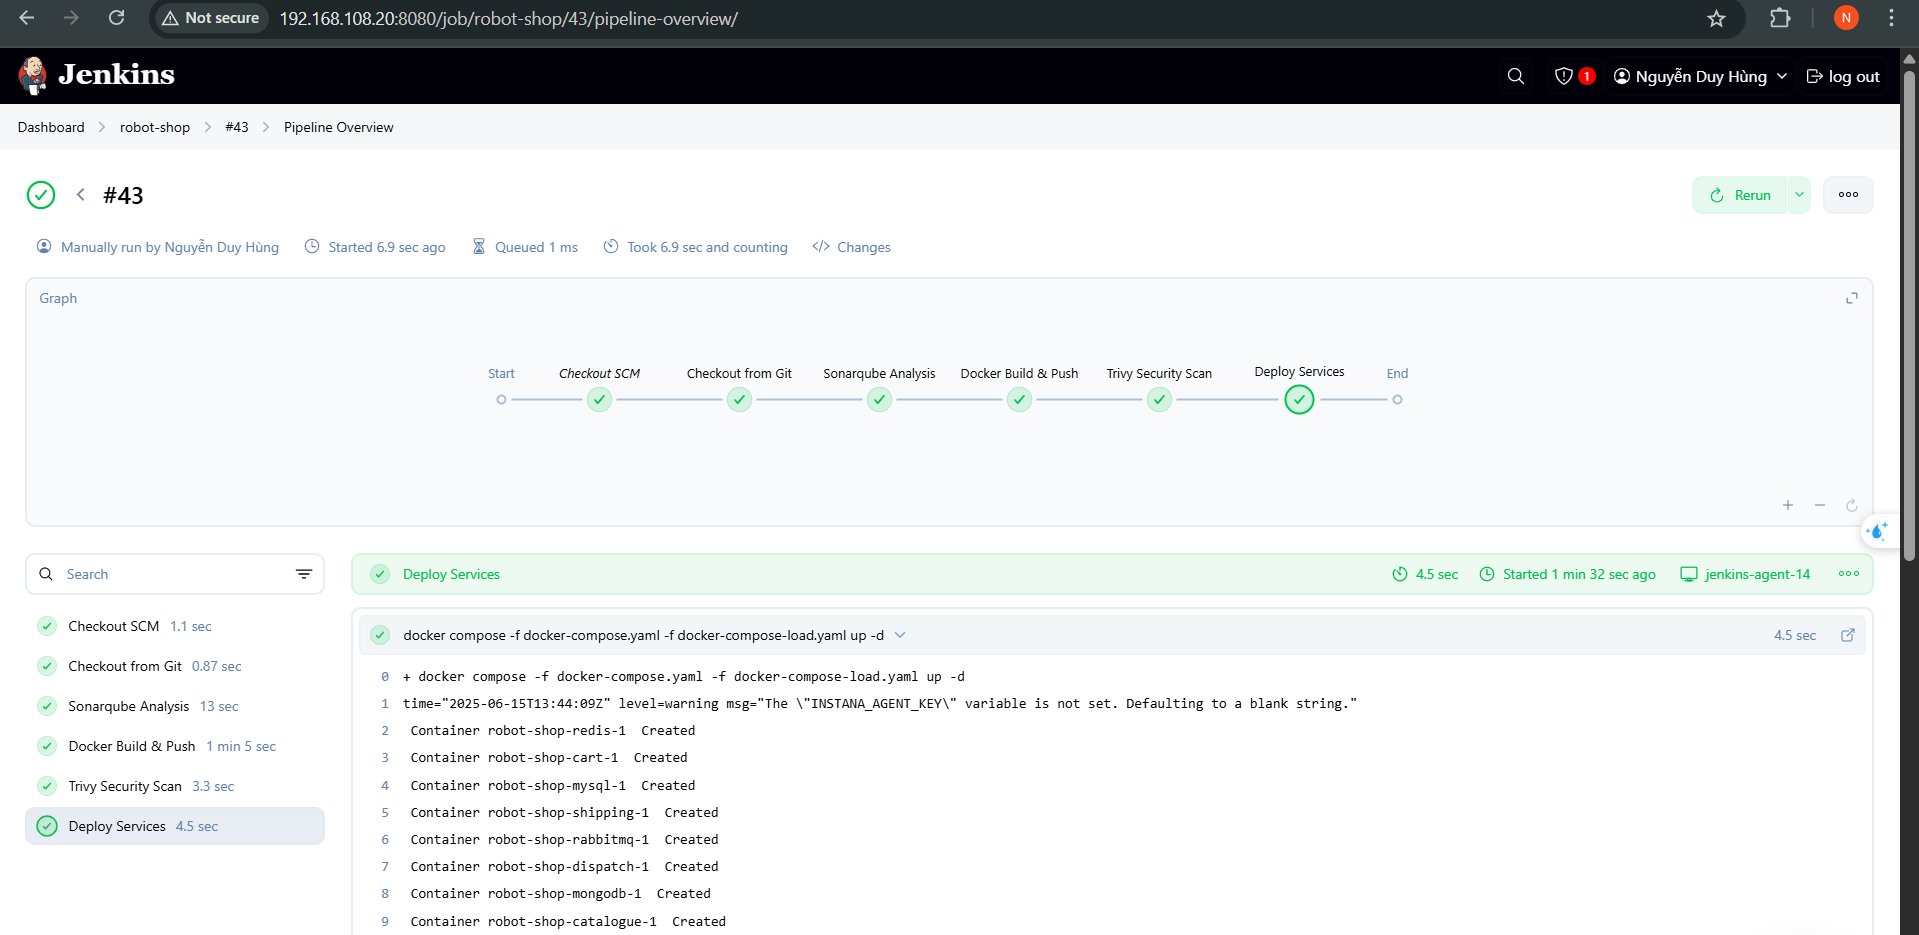 Not secure 192.168.108.20:8080/job/robot-shop/43/pipeline-overview/ N
Jenkins 1 Nguyễn Duy Hùng log out
Dashboard robot-shop #43 Pipeline Overview
#43 Rerun
Manually run by Nguyễn Duy Hùng Started 6.9 sec ago Queued 1 ms Took 6.9 sec and counting Changes
Graph
Start Checkout SCM Checkout from Git Sonarqube Analysis Docker Build & Push Trivy Security Scan Deploy Services End
Search
Checkout SCM 1.1 sec
Checkout from Git 0.87 sec
Sonarqube Analysis 13 sec
Docker Build & Push 1 min 5 sec
Trivy Security Scan 3.3 sec
Deploy Services 4.5 sec
Deploy Services 4.5 sec Started 1 min 32 sec ago jenkins-agent-14
docker compose -f docker-compose.yaml -f docker-compose-load.yaml up -d 4.5 sec
0 + docker compose -f docker-compose.yaml -f docker-compose-load.yaml up -d
1 time="2025-06-15T13:44:09Z" level=warning msg="The \"INSTANA_AGENT_KEY\" variable is not set. Defaulting to a blank string."
2 Container robot-shop-redis-1 Created
3 Container robot-shop-cart-1 Created
4 Container robot-shop-mysql-1 Created
5 Container robot-shop-shipping-1 Created
6 Container robot-shop-rabbitmq-1 Created
7 Container robot-shop-dispatch-1 Created
8 Container robot-shop-mongodb-1 Created
9 Container robot-shop-catalogue-1 Created